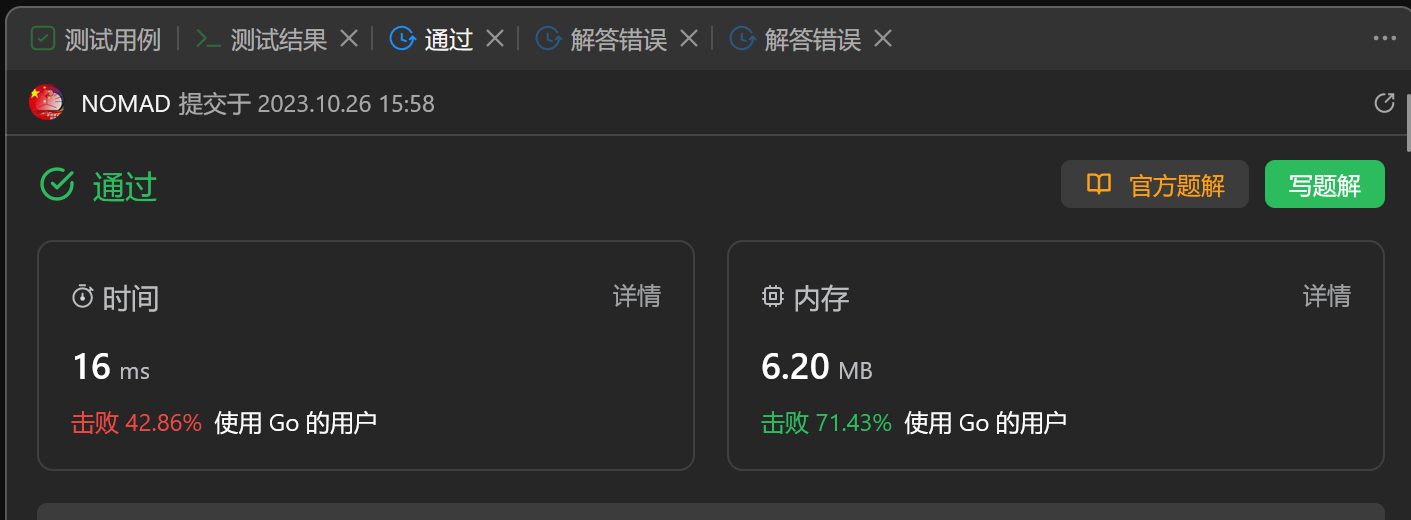 测试用例 测试结果 通过 解答错误 解答错误
NOMAD 提交于 2023.10.26 15:58
通过 官方题解 写题解
时间 详情 内存 详情
16 ms 6.20 MB
击败 42.86% 使用 Go 的用户 击败 71.43% 使用 Go 的用户